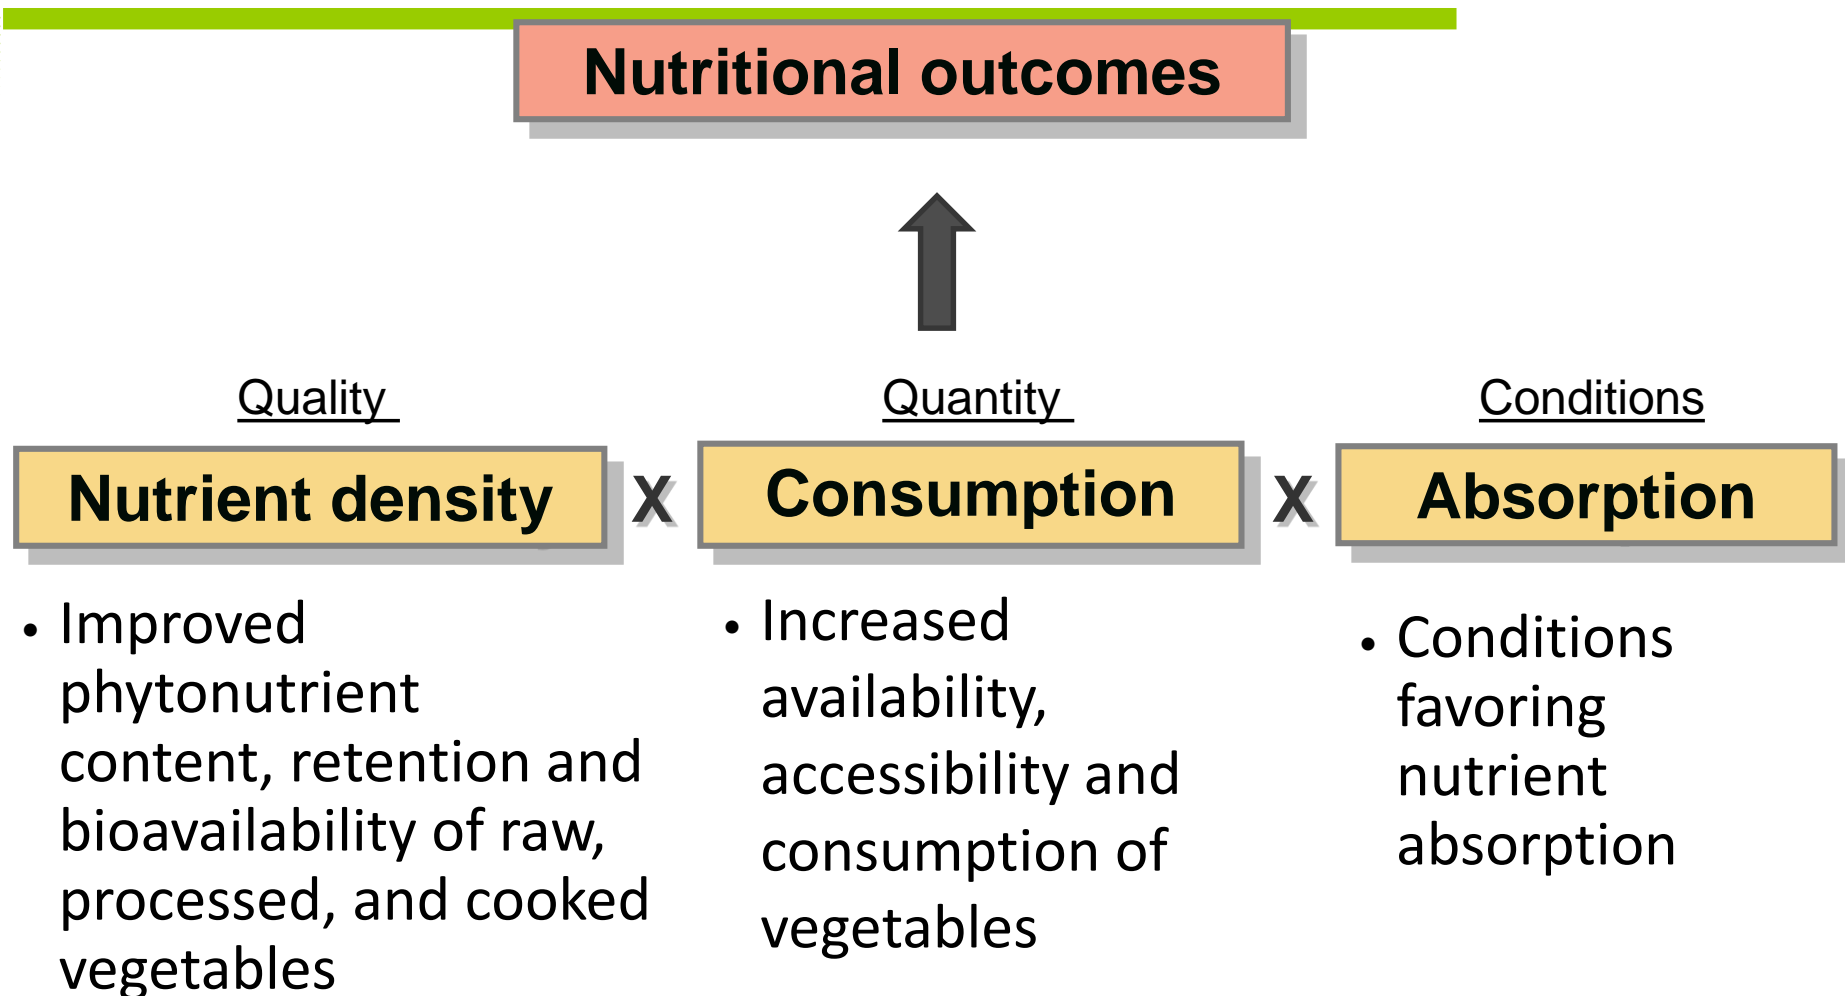 Nutritional outcomes
Quality
Quantity
Conditions
Nutrient density
X
Consumption
X
Absorption
• Improved
phytonutrient
content, retention and
bioavailability of raw,
processed, and cooked
vegetables
• Increased
availability,
accessibility and
consumption of
vegetables
• Conditions
favoring
nutrient
absorption